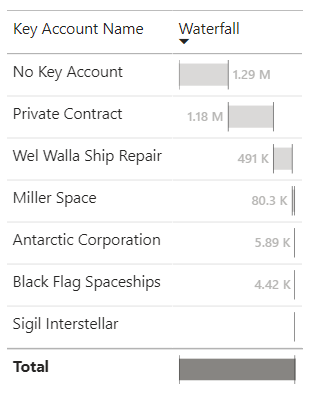 Key Account Name Waterfall
No Key Account 1.29 M
Private Contract 1.18 M
Wel Walla Ship Repair 491 K
Miller Space 80.3 K
Antarctic Corporation 5.89 K
Black Flag Spaceships 4.42 K
Sigil Interstellar
Total